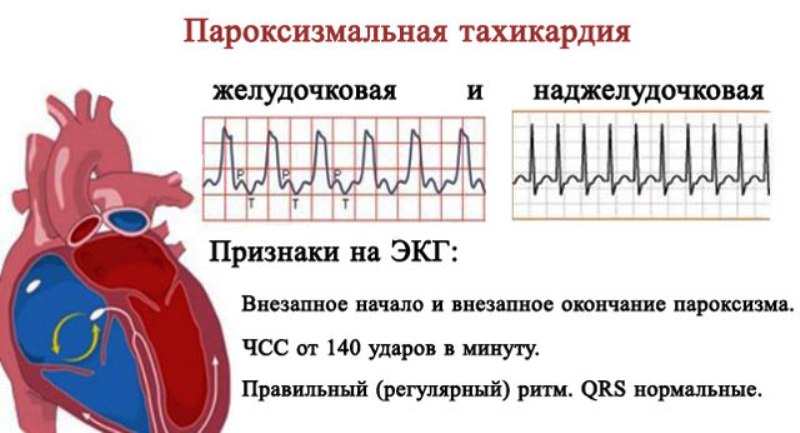 Пароксизмальная тахикардия
желудочковая и наджелудочковая
P P P
T T T
Признаки на ЭКГ:
Внезапное начало и внезапное окончание пароксизма.
ЧСС от 140 ударов в минуту.
Правильный (регулярный) ритм. QRS нормальные.